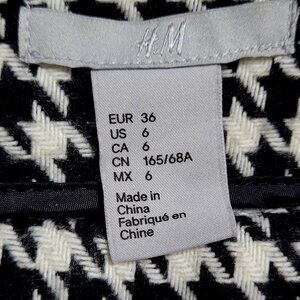 H&M
EUR 36
US 6
CA 6
CN 165/68A
MX 6
Made in
China
Fabriqué en
Chine